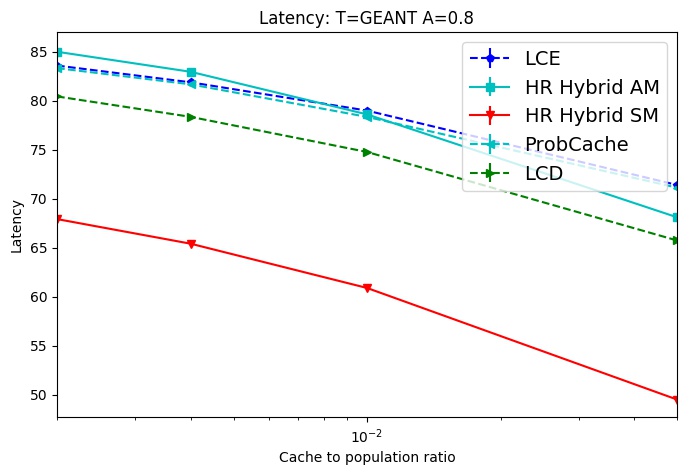 Latency: T=GEANT A=0.8
85
80
75
70
65
60
55
50
Latency
LCE
HR Hybrid AM
HR Hybrid SM
ProbCache
LCD
10⁻²
Cache to population ratio